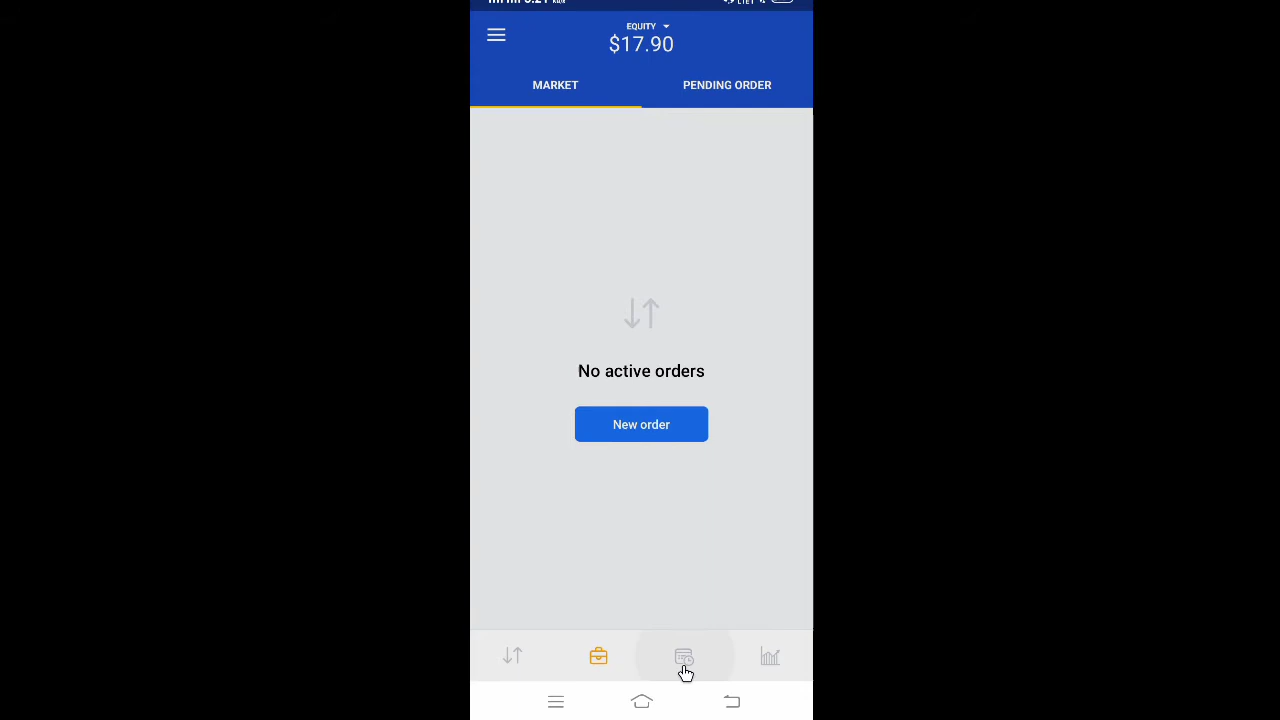 EQUITY
$17.90
MARKET
PENDING ORDER
No active orders
New order